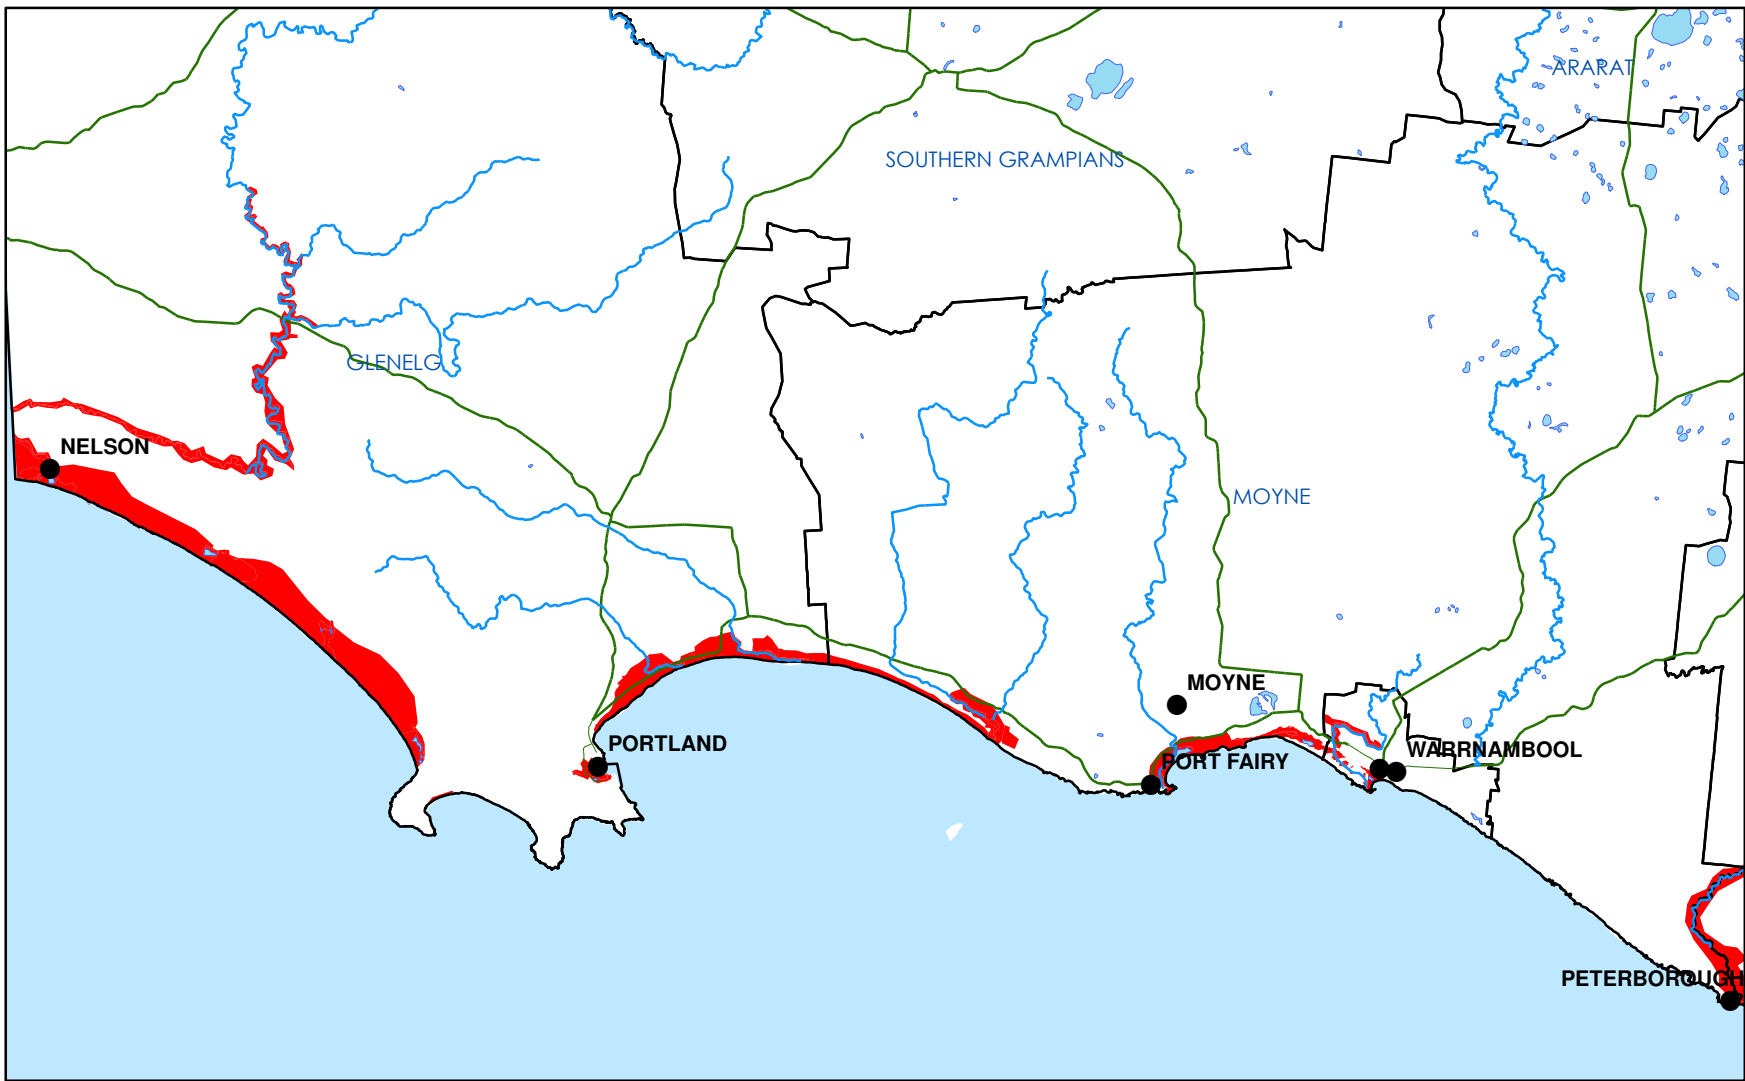 ARARAT
SOUTHERN GRAMPIANS
GLENELG
NELSON
MOYNE
MOYNE
PORTLAND
WARRNAMBOOL
PORT FAIRY
PETERBOROUGH